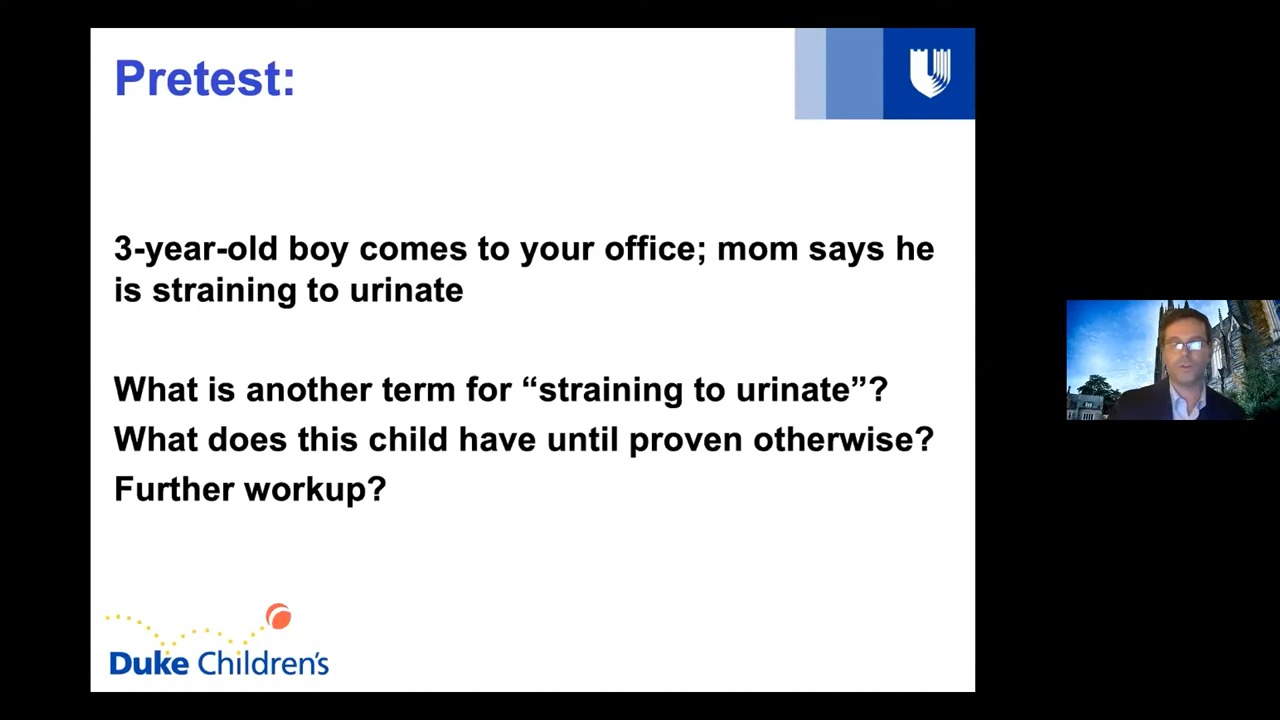 Pretest:
3-year-old boy comes to your office; mom says he
is straining to urinate
What is another term for “straining to urinate”?
What does this child have until proven otherwise?
Further workup?
Duke Children's